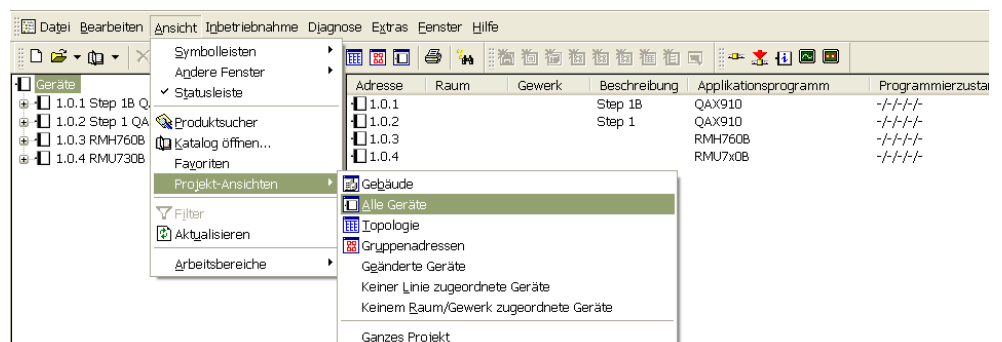 Datei Bearbeiten Ansicht Inbetriebnahme Diagnose Extras Fenster Hilfe
Symbolleisten
Andere Fenster
Statusleiste
Produktsucher
Katalog öffnen...
Favoriten
Projekt-Ansichten
Filter
Aktualisieren
Arbeitsbereiche
Geräte
1.0.1 Step 1B QA
1.0.2 Step 1 QA
1.0.3 RMH760B
1.0.4 RMU730B
Adresse Raum Gewerk Beschreibung Applikationsprogramm Programmierzustan
1.0.1 Step 1B QAX910 -/-/-/-/-
1.0.2 Step 1 QAX910 -/-/-/-/-
1.0.3 RMH760B -/-/-/-/-
1.0.4 RMU7x0B -/-/-/-/-
Gebäude
Alle Geräte
Topologie
Gruppenadressen
Geänderte Geräte
Keiner Linie zugeordnete Geräte
Keinem Raum/Gewerk zugeordnete Geräte
Ganzes Projekt